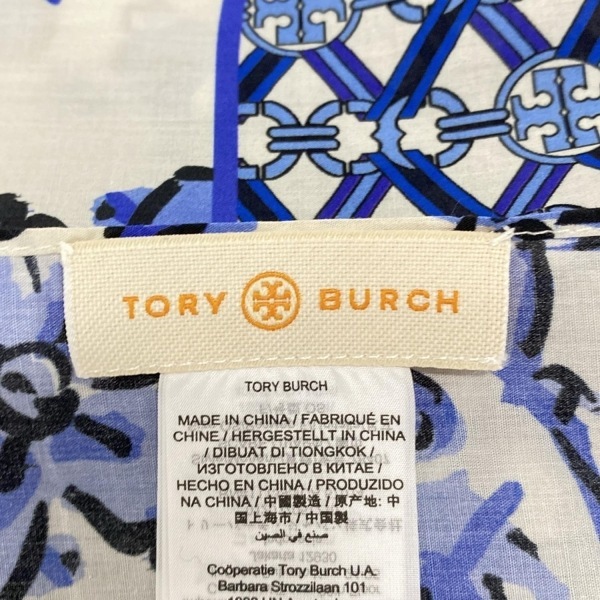 TORY BURCH
TORY BURCH
MADE IN CHINA / FABRIQUÉ EN
CHINE / HERGESTELLT IN CHINA
/ DIBUAT DI TIONGKOK /
ИЗГОТОВЛЕНО В КИТАЕ /
HECHO EN CHINA / PRODUZIDO
NA CHINA / 中國製造 / 原产地: 中
国上海市 / 中国製
صنع في الصين
Coöperatie Tory Burch U.A.
Barbara Strozzilaan 101